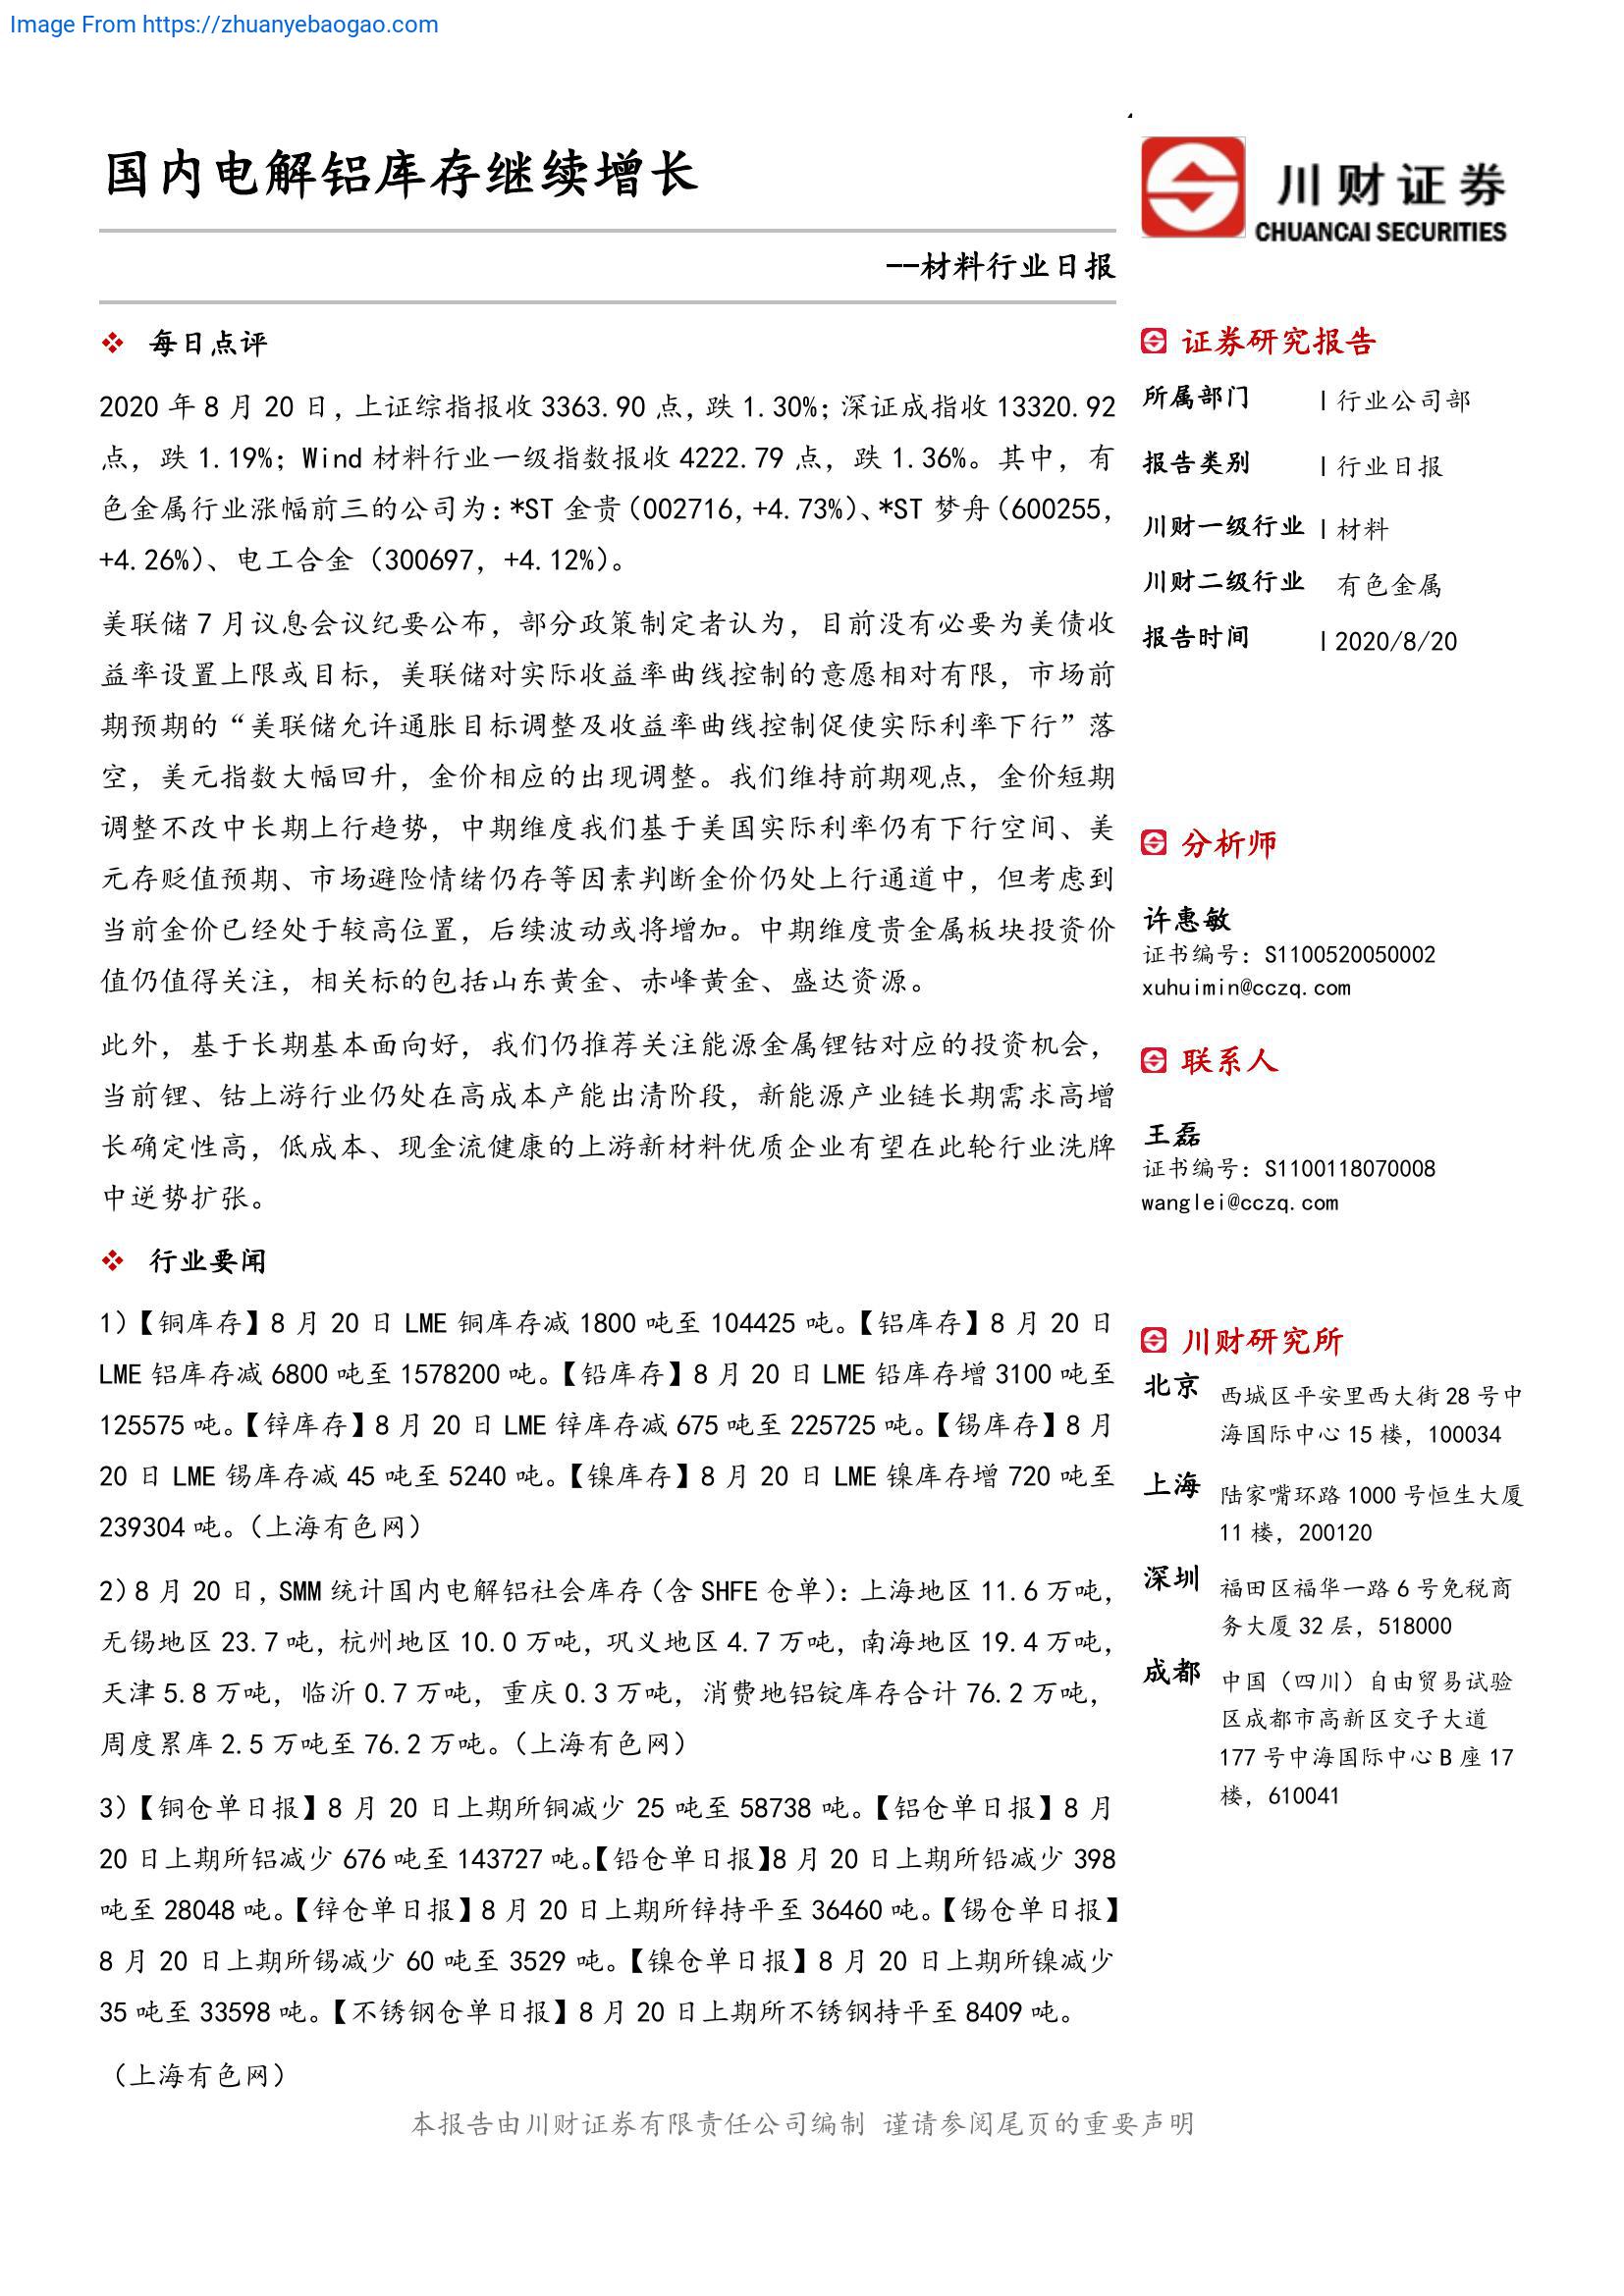 Image From https://zhuanyebaogao.com
国内电解铝库存继续增长
川财证券
CHUANCAI SECURITIES
--材料行业日报
每日点评
2020 年 8 月 20 日，上证综指报收 3363.90 点，跌 1.30%；深证成指收 13320.92
点，跌 1.19%；Wind 材料行业一级指数报收 4222.79 点，跌 1.36%。其中，有
色金属行业涨幅前三的公司为：*ST 金贵（002716，+4.73%）、*ST 梦舟（600255，
+4.26%）、电工合金（300697，+4.12%）。
美联储 7 月议息会议纪要公布，部分政策制定者认为，目前没有必要为美债收
益率设置上限或目标，美联储对实际收益率曲线控制的意愿相对有限，市场前
期预期的“美联储允许通胀目标调整及收益率曲线控制促使实际利率下行”落
空，美元指数大幅回升，金价相应的出现调整。我们维持前期观点，金价短期
调整不改中长期上行趋势，中期维度我们基于美国实际利率仍有下行空间、美
元存贬值预期、市场避险情绪仍存等因素判断金价仍处上行通道中，但考虑到
当前金价已经处于较高位置，后续波动或将增加。中期维度贵金属板块投资价
值仍值得关注，相关标的包括山东黄金、赤峰黄金、盛达资源。
此外，基于长期基本面向好，我们仍推荐关注能源金属锂钴对应的投资机会，
当前锂、钴上游行业仍处在高成本产能出清阶段，新能源产业链长期需求高增
长确定性高，低成本、现金流健康的上游新材料优质企业有望在此轮行业洗牌
中逆势扩张。
行业要闻
1）【铜库存】8 月 20 日 LME 铜库存减 1800 吨至 104425 吨。【铝库存】8 月 20 日
LME 铝库存减 6800 吨至 1578200 吨。【铅库存】8 月 20 日 LME 铅库存增 3100 吨至
125575 吨。【锌库存】8 月 20 日 LME 锌库存减 675 吨至 225725 吨。【锡库存】8 月
20 日 LME 锡库存减 45 吨至 5240 吨。【镍库存】8 月 20 日 LME 镍库存增 720 吨至
239304 吨。（上海有色网）
2）8 月 20 日，SMM 统计国内电解铝社会库存（含 SHFE 仓单）：上海地区 11.6 万吨，
无锡地区 23.7 吨，杭州地区 10.0 万吨，巩义地区 4.7 万吨，南海地区 19.4 万吨，
天津 5.8 万吨，临沂 0.7 万吨，重庆 0.3 万吨，消费地铝锭库存合计 76.2 万吨，
周度累库 2.5 万吨至 76.2 万吨。（上海有色网）
3）【铜仓单日报】8 月 20 日上期所铜减少 25 吨至 58738 吨。【铝仓单日报】8 月
20 日上期所铝减少 676 吨至 143727 吨。【铅仓单日报】8 月 20 日上期所铅减少 398
吨至 28048 吨。【锌仓单日报】8 月 20 日上期所锌持平至 36460 吨。【锡仓单日报】
8 月 20 日上期所锡减少 60 吨至 3529 吨。【镍仓单日报】8 月 20 日上期所镍减少
35 吨至 33598 吨。【不锈钢仓单日报】8 月 20 日上期所不锈钢持平至 8409 吨。
（上海有色网）
证券研究报告
所属部门 | 行业公司部
报告类别 | 行业日报
川财一级行业 | 材料
川财二级行业 有色金属
报告时间 | 2020/8/20
分析师
许惠敏
证书编号：S1100520050002
xuhuimin@cczq.com
联系人
王磊
证书编号：S1100118070008
wanglei@cczq.com
川财研究所
北京 西城区平安里西大街 28 号中
海国际中心 15 楼，100034
上海 陆家嘴环路 1000 号恒生大厦
11 楼，200120
深圳 福田区福华一路 6 号免税商
务大厦 32 层，518000
成都 中国（四川）自由贸易试验
区成都市高新区交子大道
177 号中海国际中心 B 座 17
楼，610041
本报告由川财证券有限责任公司编制 谨请参阅尾页的重要声明